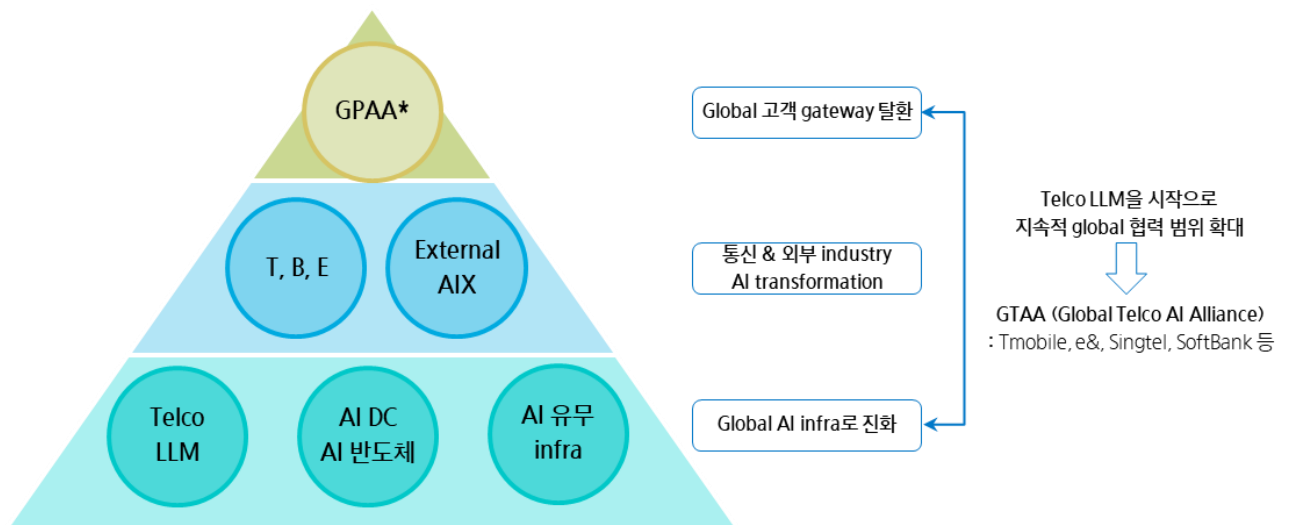 GPAA*
Global 고객 gateway 탈환
T, B, E
External
AIX
통신 & 외부 industry
AI transformation
Telco LLM을 시작으로
지속적 global 협력 범위 확대
GTAA (Global Telco AI Alliance)
: Tmobile, e&, Singtel, SoftBank 등
Telco
LLM
AI DC
AI 반도체
AI 유무
infra
Global AI infra로 진화